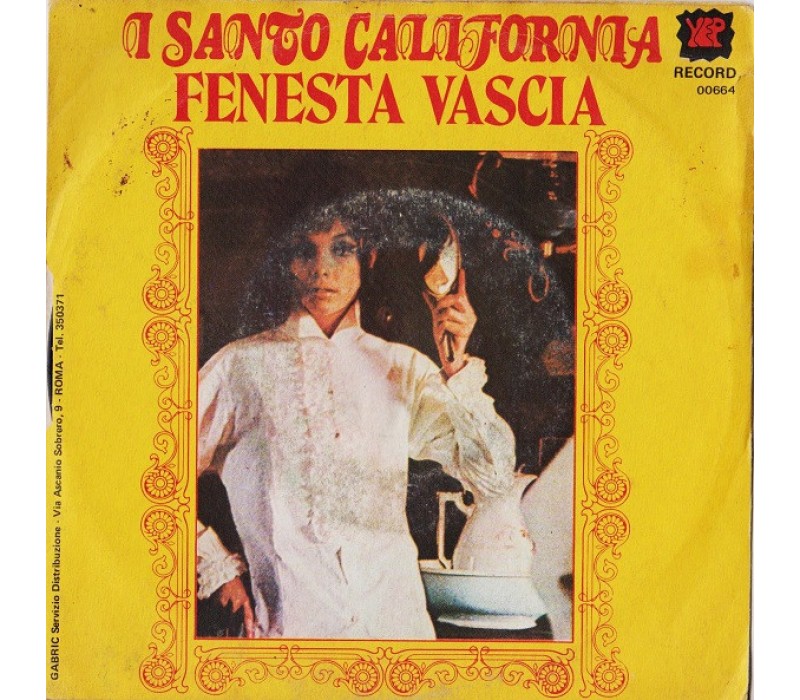 I SANTO CALIFORNIA
FENESTA VASCIA
YEP
RECORD
00664
GABRIC Servizio Distribuzione - Via Ascanio Sobrero, 9 - ROMA - Tel. 350371